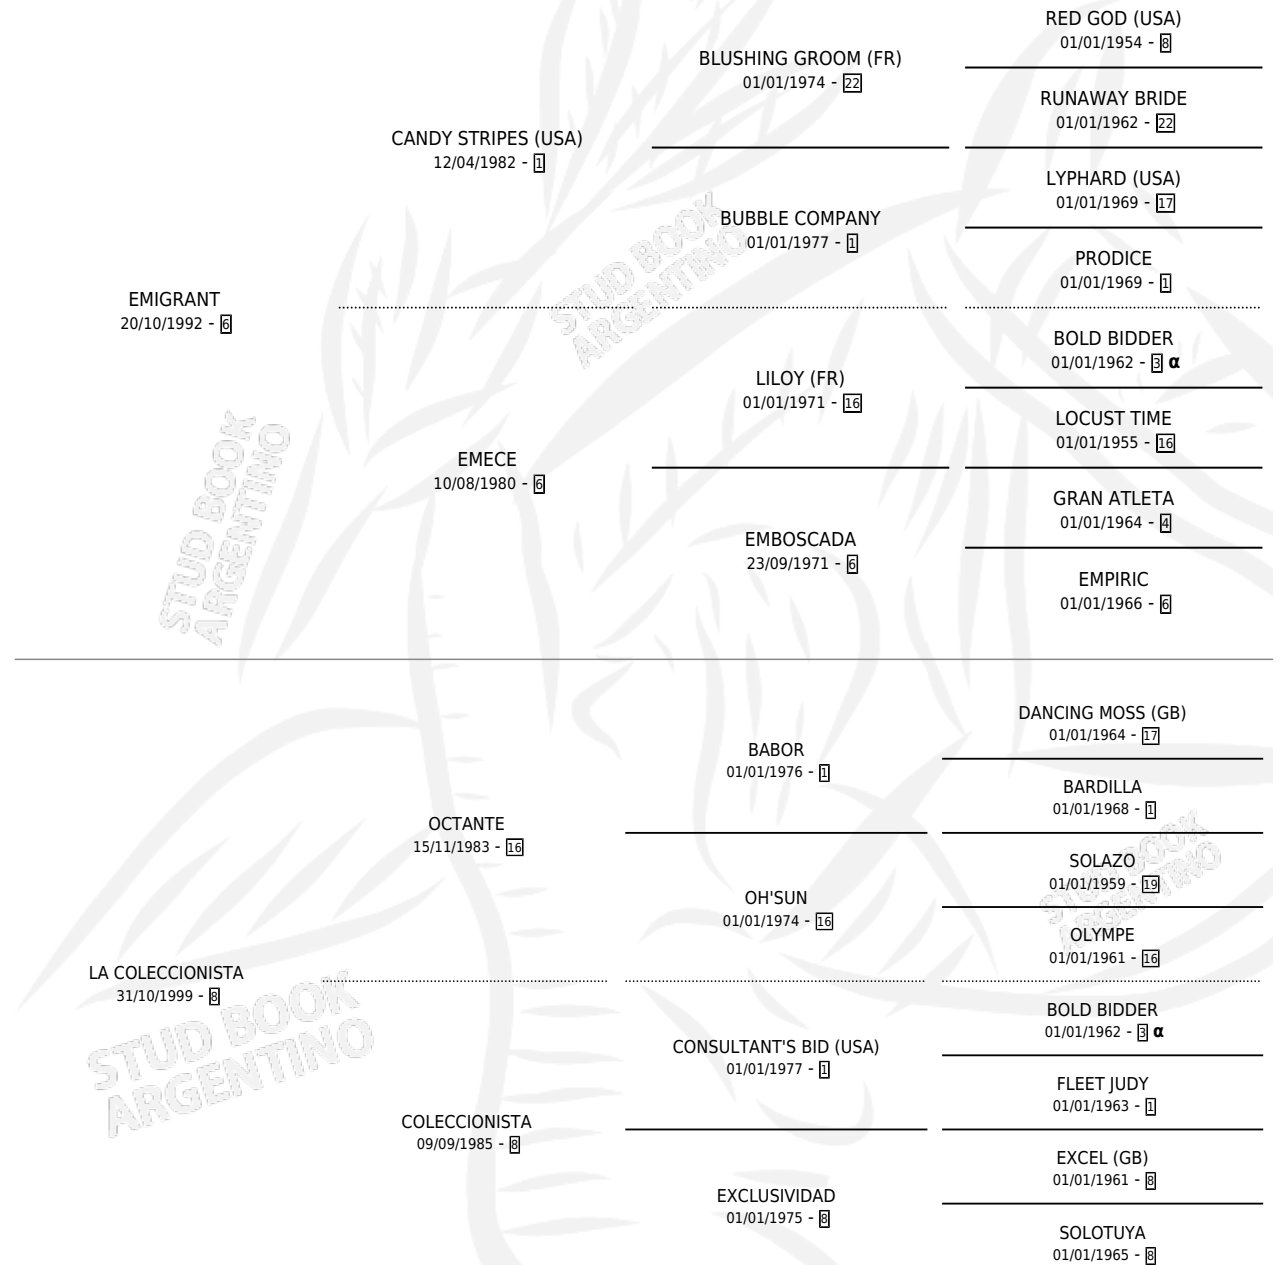 RED GOD (USA)
01/01/1954 - 8
BLUSHING GROOM (FR)
01/01/1974 - 22
RUNAWAY BRIDE
01/01/1962 - 22
CANDY STRIPES (USA)
12/04/1982 - 1
LYPHARD (USA)
01/01/1969 - 17
BUBBLE COMPANY
01/01/1977 - 1
PRODICE
01/01/1969 - 1
EMIGRANT
20/10/1992 - 6
BOLD BIDDER
01/01/1962 - 3 α
LILOY (FR)
01/01/1971 - 16
LOCUST TIME
01/01/1955 - 16
EMECE
10/08/1980 - 6
GRAN ATLETA
01/01/1964 - 4
EMBOSCADA
23/09/1971 - 6
EMPIRIC
01/01/1966 - 6
DANCING MOSS (GB)
01/01/1964 - 17
BABOR
01/01/1976 - 1
BARDILLA
01/01/1968 - 1
OCTANTE
15/11/1983 - 16
SOLAZO
01/01/1959 - 19
OH'SUN
01/01/1974 - 16
OLYMPE
01/01/1961 - 16
LA COLECCIONISTA
31/10/1999 - 8
BOLD BIDDER
01/01/1962 - 3 α
CONSULTANT'S BID (USA)
01/01/1977 - 1
FLEET JUDY
01/01/1963 - 1
COLECCIONISTA
09/09/1985 - 8
EXCEL (GB)
01/01/1961 - 8
EXCLUSIVIDAD
01/01/1975 - 8
SOLOTUYA
01/01/1965 - 8
STUD BOOK
ARGENTINO
STUD BOOK
ARGENTINO
STUD BOOK
ARGENTINO
STUD BOOK
ARGENTINO